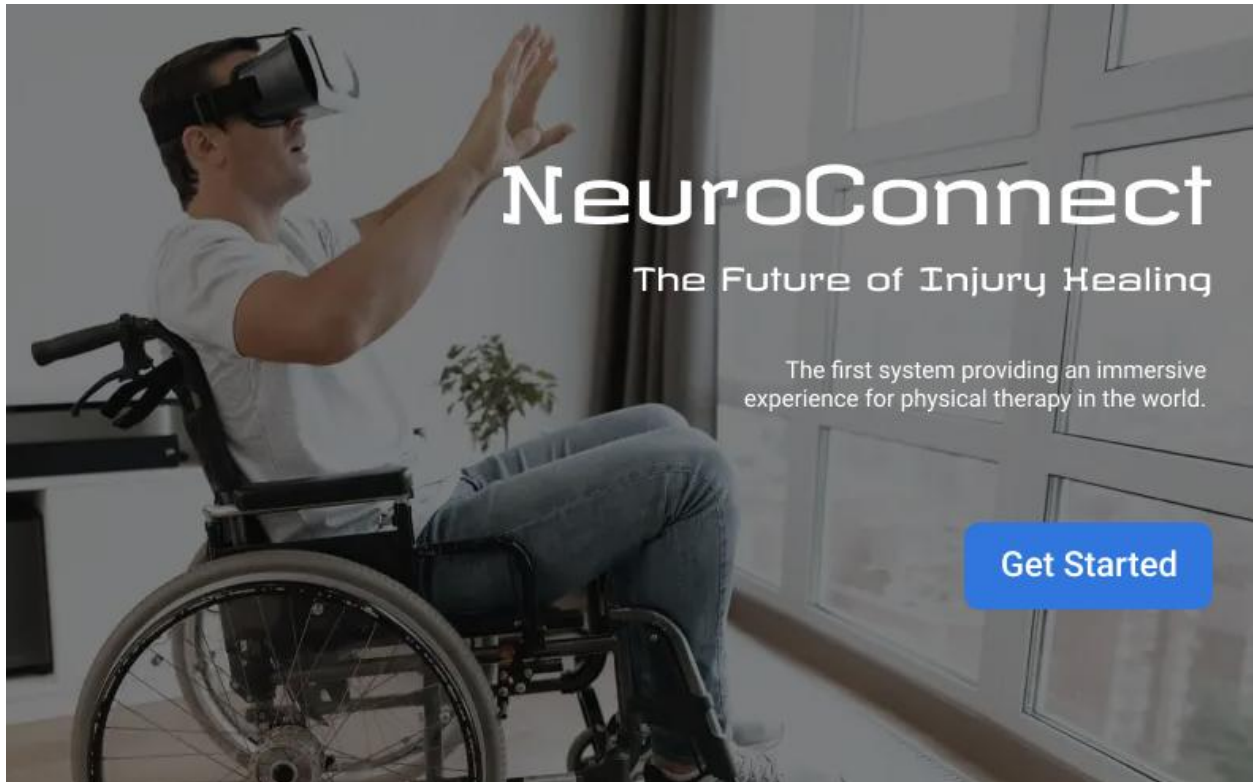 NeuroConnect
The Future of Injury Healing
The first system providing an immersive
experience for physical therapy in the world.
Get Started